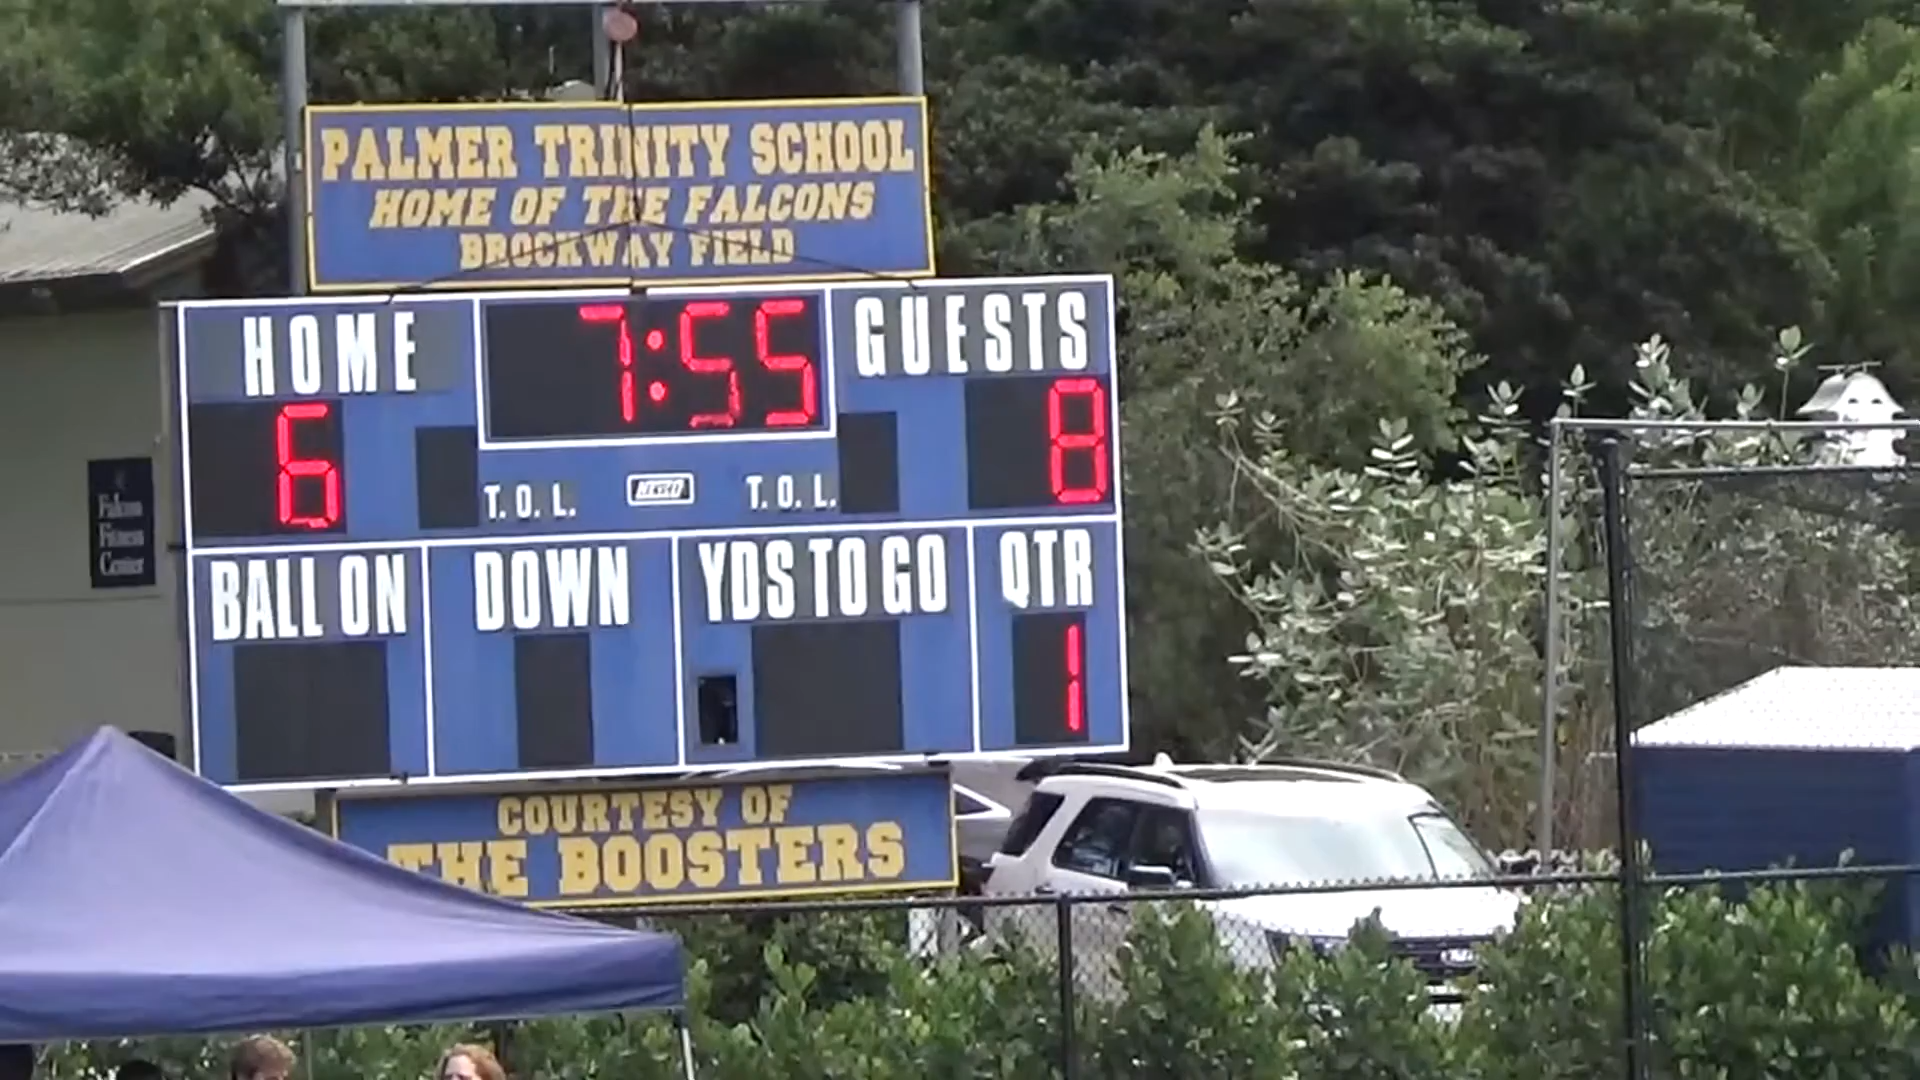 PALMER TRINITY SCHOOL
HOME OF THE FALCONS
BROCKWAY FIELD
HOME 7:55 GUESTS
6 8
T.O.L. NEVCO T.O.L.
BALL ON DOWN YDS TO GO QTR
1
Falcon
Fitness
Center
COURTESY OF
THE BOOSTERS